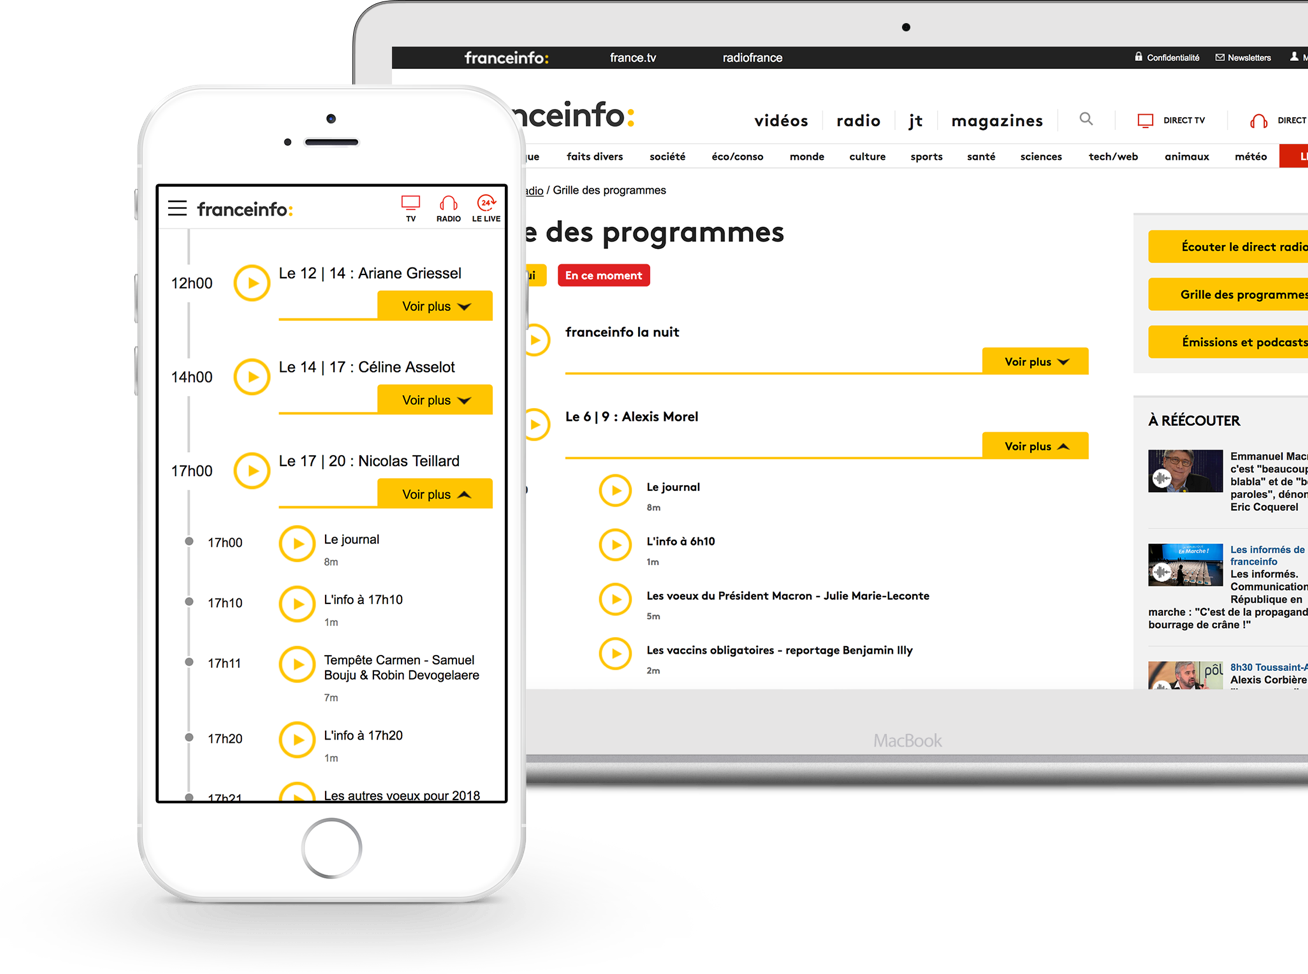 franceinfo:
france.tv
radiofrance
Confidentialité
Newsletters
nceinfo:
vidéos
radio
jt
magazines
DIRECT TV
DIRECT
faits divers
société
éco/conso
monde
culture
sports
santé
sciences
tech/web
animaux
météo
/ Grille des programmes
des programmes
En ce moment
franceinfo la nuit
Voir plus
Le 6 | 9 : Alexis Morel
Voir plus
Le journal
8m
L'info à 6h10
1m
Les voeux du Président Macron - Julie Marie-Leconte
5m
Les vaccins obligatoires - reportage Benjamin Illy
2m
Écouter le direct radio
Grille des programmes
Émissions et podcasts
À RÉÉCOUTER
Emmanuel Mac
c'est "beaucoup
blabla" et de "b
paroles", dénon
Eric Coquerel
En Marche !
Les informés de
franceinfo
Les informés.
Communication
République en
marche : "C'est de la propagand
bourrage de crâne !"
pôl
8h30 Toussaint-A
Alexis Corbière
MacBook
franceinfo:
TV
RADIO
24
LE LIVE
12h00
Le 12 | 14 : Ariane Griessel
Voir plus
14h00
Le 14 | 17 : Céline Asselot
Voir plus
17h00
Le 17 | 20 : Nicolas Teillard
Voir plus
17h00
Le journal
8m
17h10
L'info à 17h10
1m
17h11
Tempête Carmen - Samuel
Bouju & Robin Devogelaere
7m
17h20
L'info à 17h20
1m
17h21
Les autres voeux pour 2018